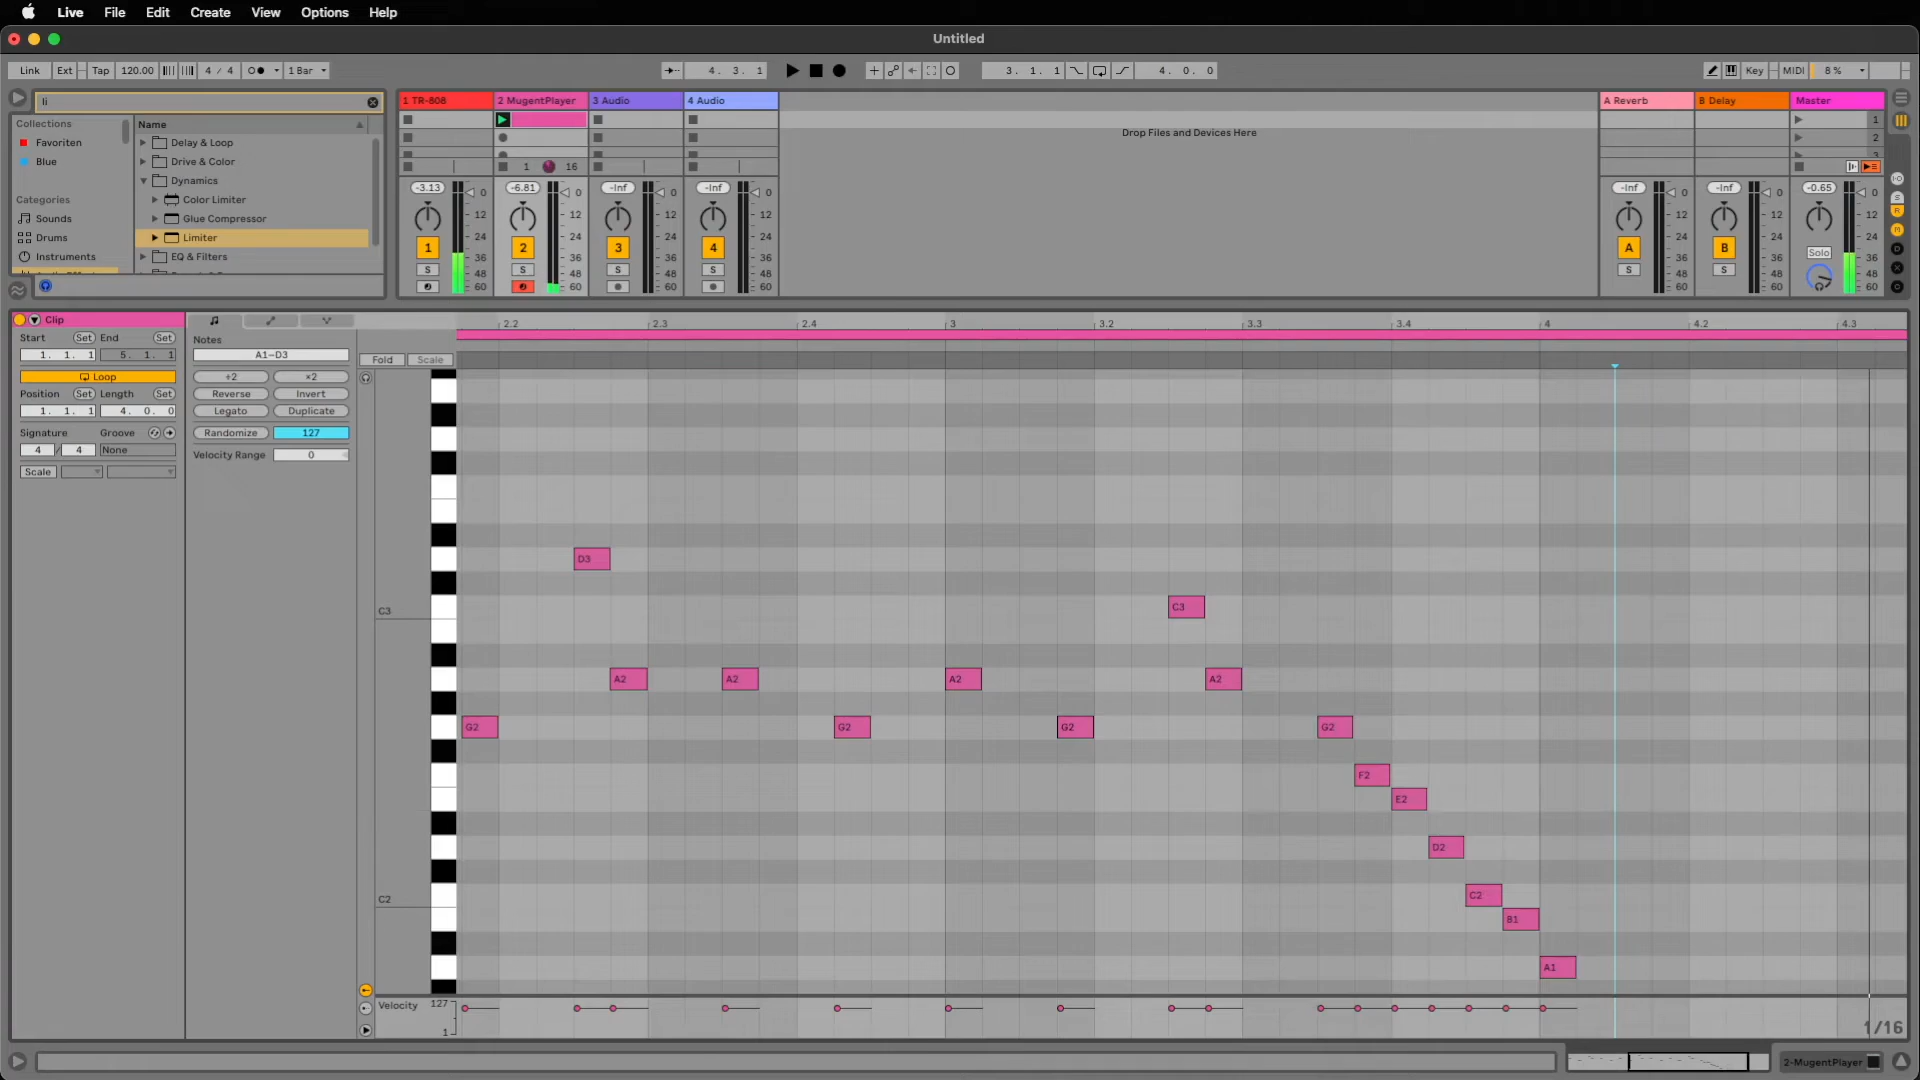 Live File Edit Create View Options Help
Untitled
Link Ext Tap 120.00 4 / 4 1 Bar 4. 3. 1 3. 1. 1 4. 0. 0 Key MIDI 8 %
li
Collections
Favoriten
Blue
Categories
Sounds
Drums
Instruments
Name
Delay & Loop
Drive & Color
Dynamics
Color Limiter
Glue Compressor
Limiter
EQ & Filters
1 TR-808 2 MugentPlayer 3 Audio 4 Audio
Drop Files and Devices Here
A Reverb B Delay Master
1
2
3
1 16
-3.13 -6.81 -Inf -Inf -Inf -Inf -0.65
0 0 0 0 0 0 0
12 12 12 12 12 12 12
24 24 24 24 24 24 24
1 2 3 4 A B Solo
36 36 36 36 36 36 36
S S S S S S
48 48 48 48 48 48 48
60 60 60 60 60 60 60
Clip
Start Set End Set
1. 1. 1 5. 1. 1
Loop
Position Set Length Set
1. 1. 1 4. 0. 0
Signature Groove
4 / 4 None
Scale
Notes
A1–D3
÷2 ×2
Reverse Invert
Legato Duplicate
Randomize 127
Velocity Range 0
Fold Scale
2.2 2.3 2.4 3 3.2 3.3 3.4 4 4.2 4.3
D3
C3 C3
A2 A2 A2 A2
G2 G2 G2 G2
F2
E2
D2
C2 C2
B1
A1
Velocity 127
1
1/16
2-MugentPlayer